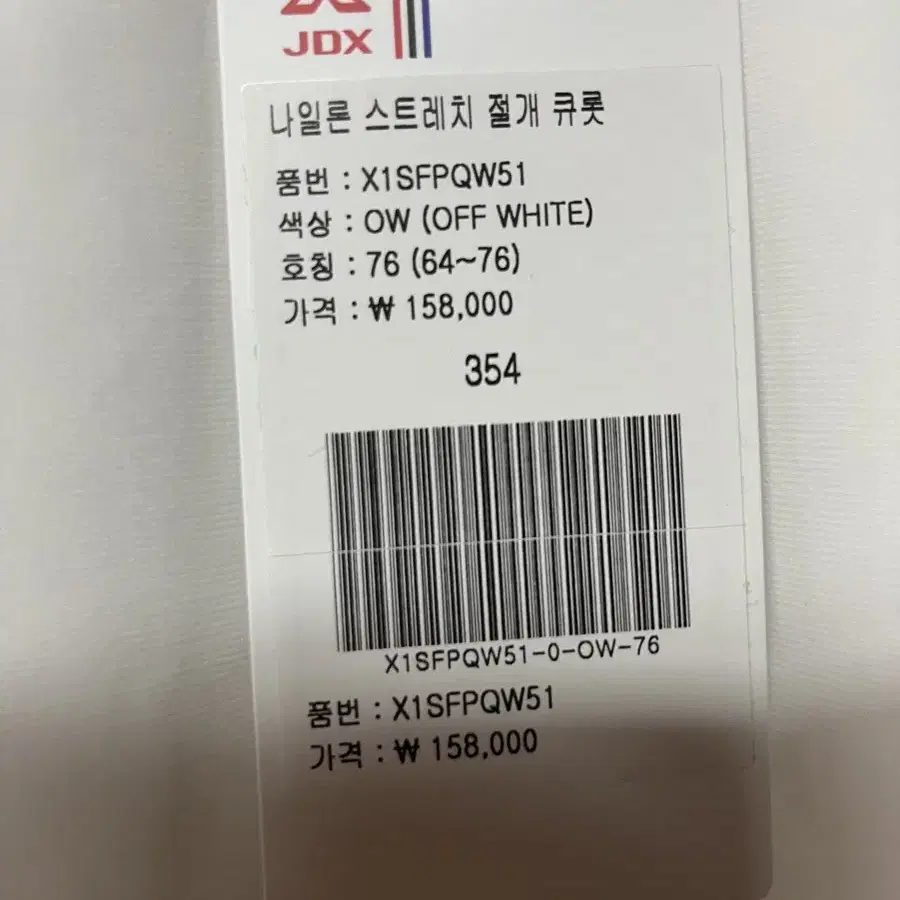 JDX
나일론 스트레치 절개 큐롯
품번 : X1SFPQW51
색상 : OW (OFF WHITE)
호칭 : 76 (64~76)
가격 : ₩ 158,000
354
X1SFPQW51-0-OW-76
품번 : X1SFPQW51
가격 : ₩ 158,000